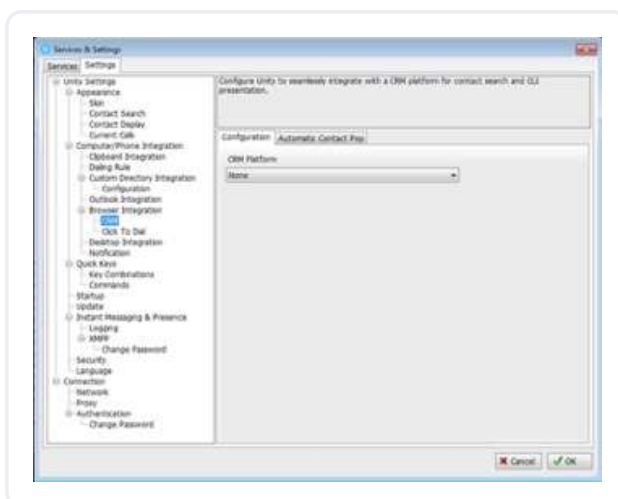 Services & Settings
Services Settings
Unity Settings
Appearance
Skin
Contact Search
Contact Display
Current Calls
Computer/Phone Integration
Clipboard Integration
Dialing Rule
Custom Directory Integration
Configuration
Outlook Integration
Browser Integration
CRM
Click To Dial
Desktop Integration
Notification
Quick Keys
Key Combinations
Commands
Startup
Update
Instant Messaging & Presence
Logging
XMPP
Change Password
Security
Language
Connection
Network
Proxy
Authentication
Change Password
Configure Unity to seamlessly integrate with a CRM platform for contact search and CLI
presentation.
Configuration Automatic Contact Pop
CRM Platform
None
Cancel OK